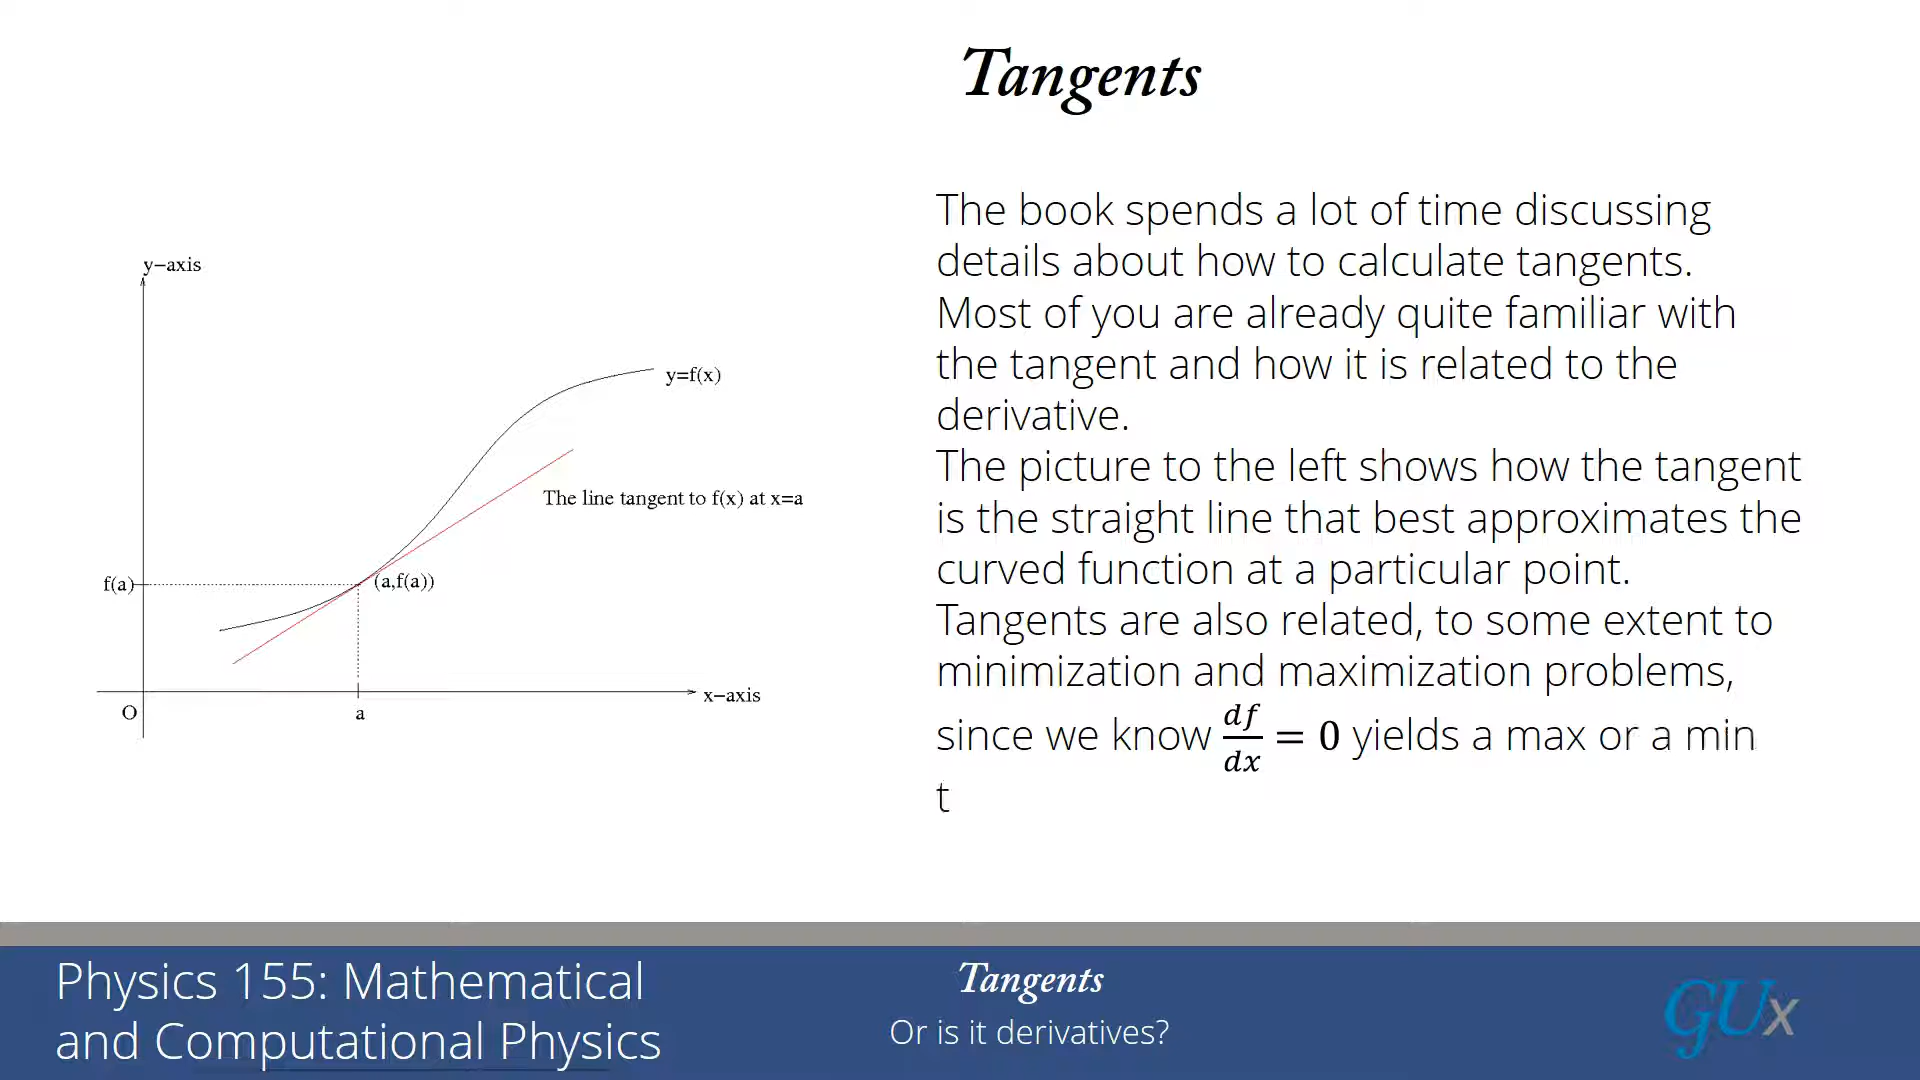 Tangents
y-axis
y=f(x)
The line tangent to f(x) at x=a
f(a)
(a,f(a))
x-axis
O
a
The book spends a lot of time discussing
details about how to calculate tangents.
Most of you are already quite familiar with
the tangent and how it is related to the
derivative.
The picture to the left shows how the tangent
is the straight line that best approximates the
curved function at a particular point.
Tangents are also related, to some extent to
minimization and maximization problems,
since we know df/dx = 0 yields a max or a min
t
Physics 155: Mathematical
and Computational Physics
Tangents
Or is it derivatives?
GUx